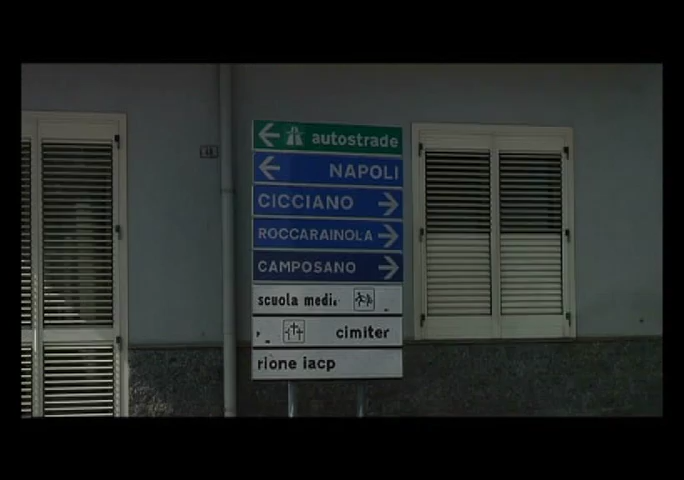 autostrade
NAPOLI
CICCIANO
ROCCARAINOLA
CAMPOSANO
scuola medi
cimiter
rione iacp